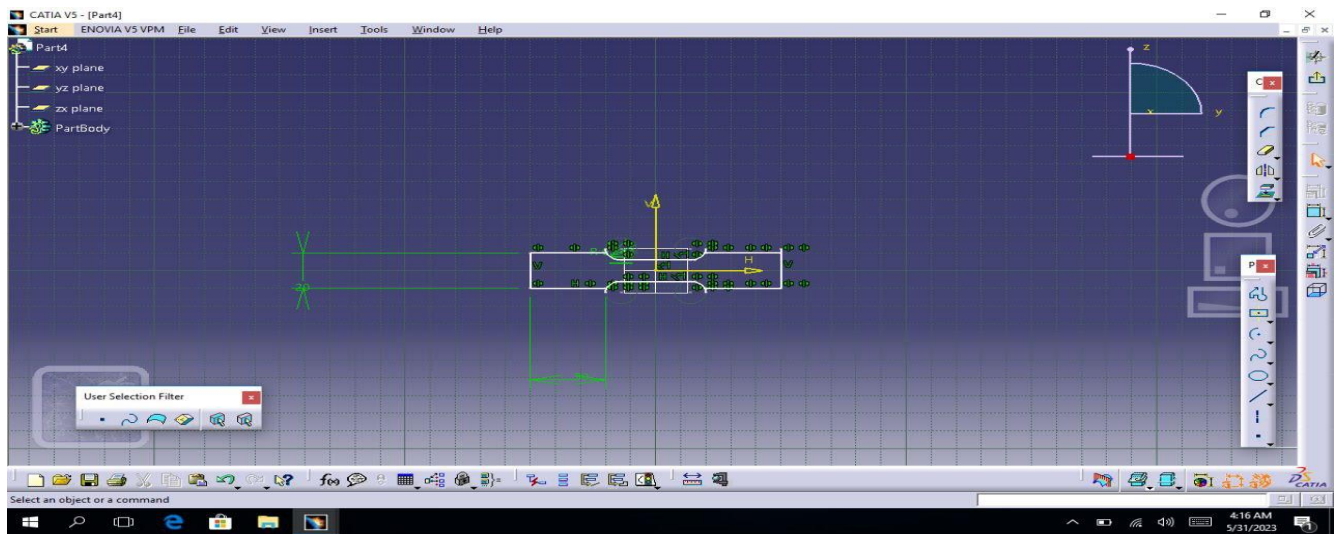 CATIA V5 - [Part4]
Start ENOVIA V5 VPM File Edit View Insert Tools Window Help
Part4
xy plane
yz plane
zx plane
PartBody
z
x
y
V
H
20
User Selection Filter
Select an object or a command
CATIA
4:16 AM
5/31/2023